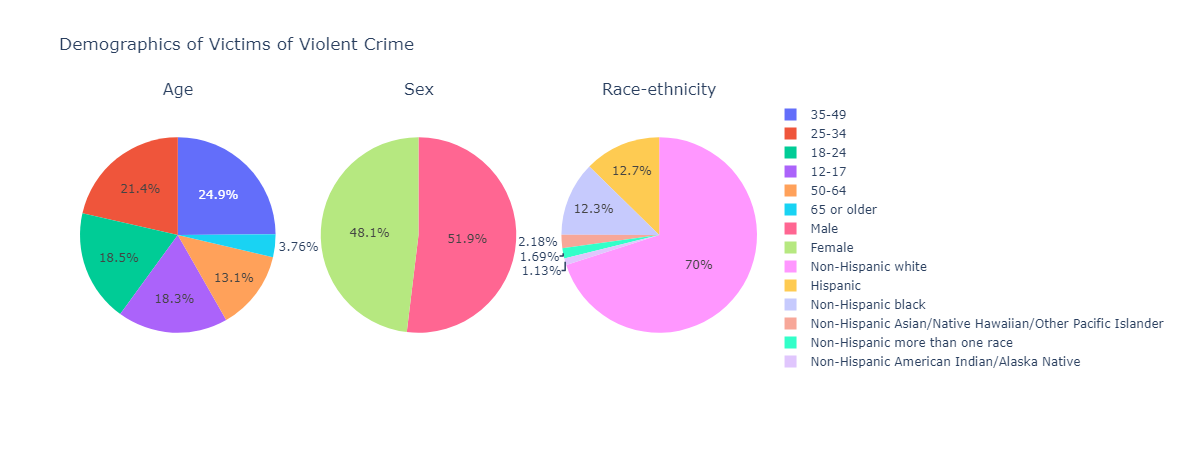 Demographics of Victims of Violent Crime
Age
Sex
Race-ethnicity
24.9%
21.4%
18.5%
18.3%
13.1%
3.76%
51.9%
48.1%
70%
12.7%
12.3%
2.18%
1.69%
1.13%
35-49
25-34
18-24
12-17
50-64
65 or older
Male
Female
Non-Hispanic white
Hispanic
Non-Hispanic black
Non-Hispanic Asian/Native Hawaiian/Other Pacific Islander
Non-Hispanic more than one race
Non-Hispanic American Indian/Alaska Native